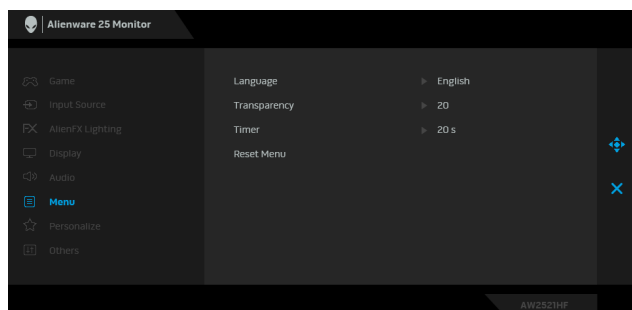 Alienware 25 Monitor
Game
Input Source
FX AlienFX Lighting
Display
Audio
Menu
Personalize
Others
Language English
Transparency 20
Timer 20 s
Reset Menu
AW2521HF